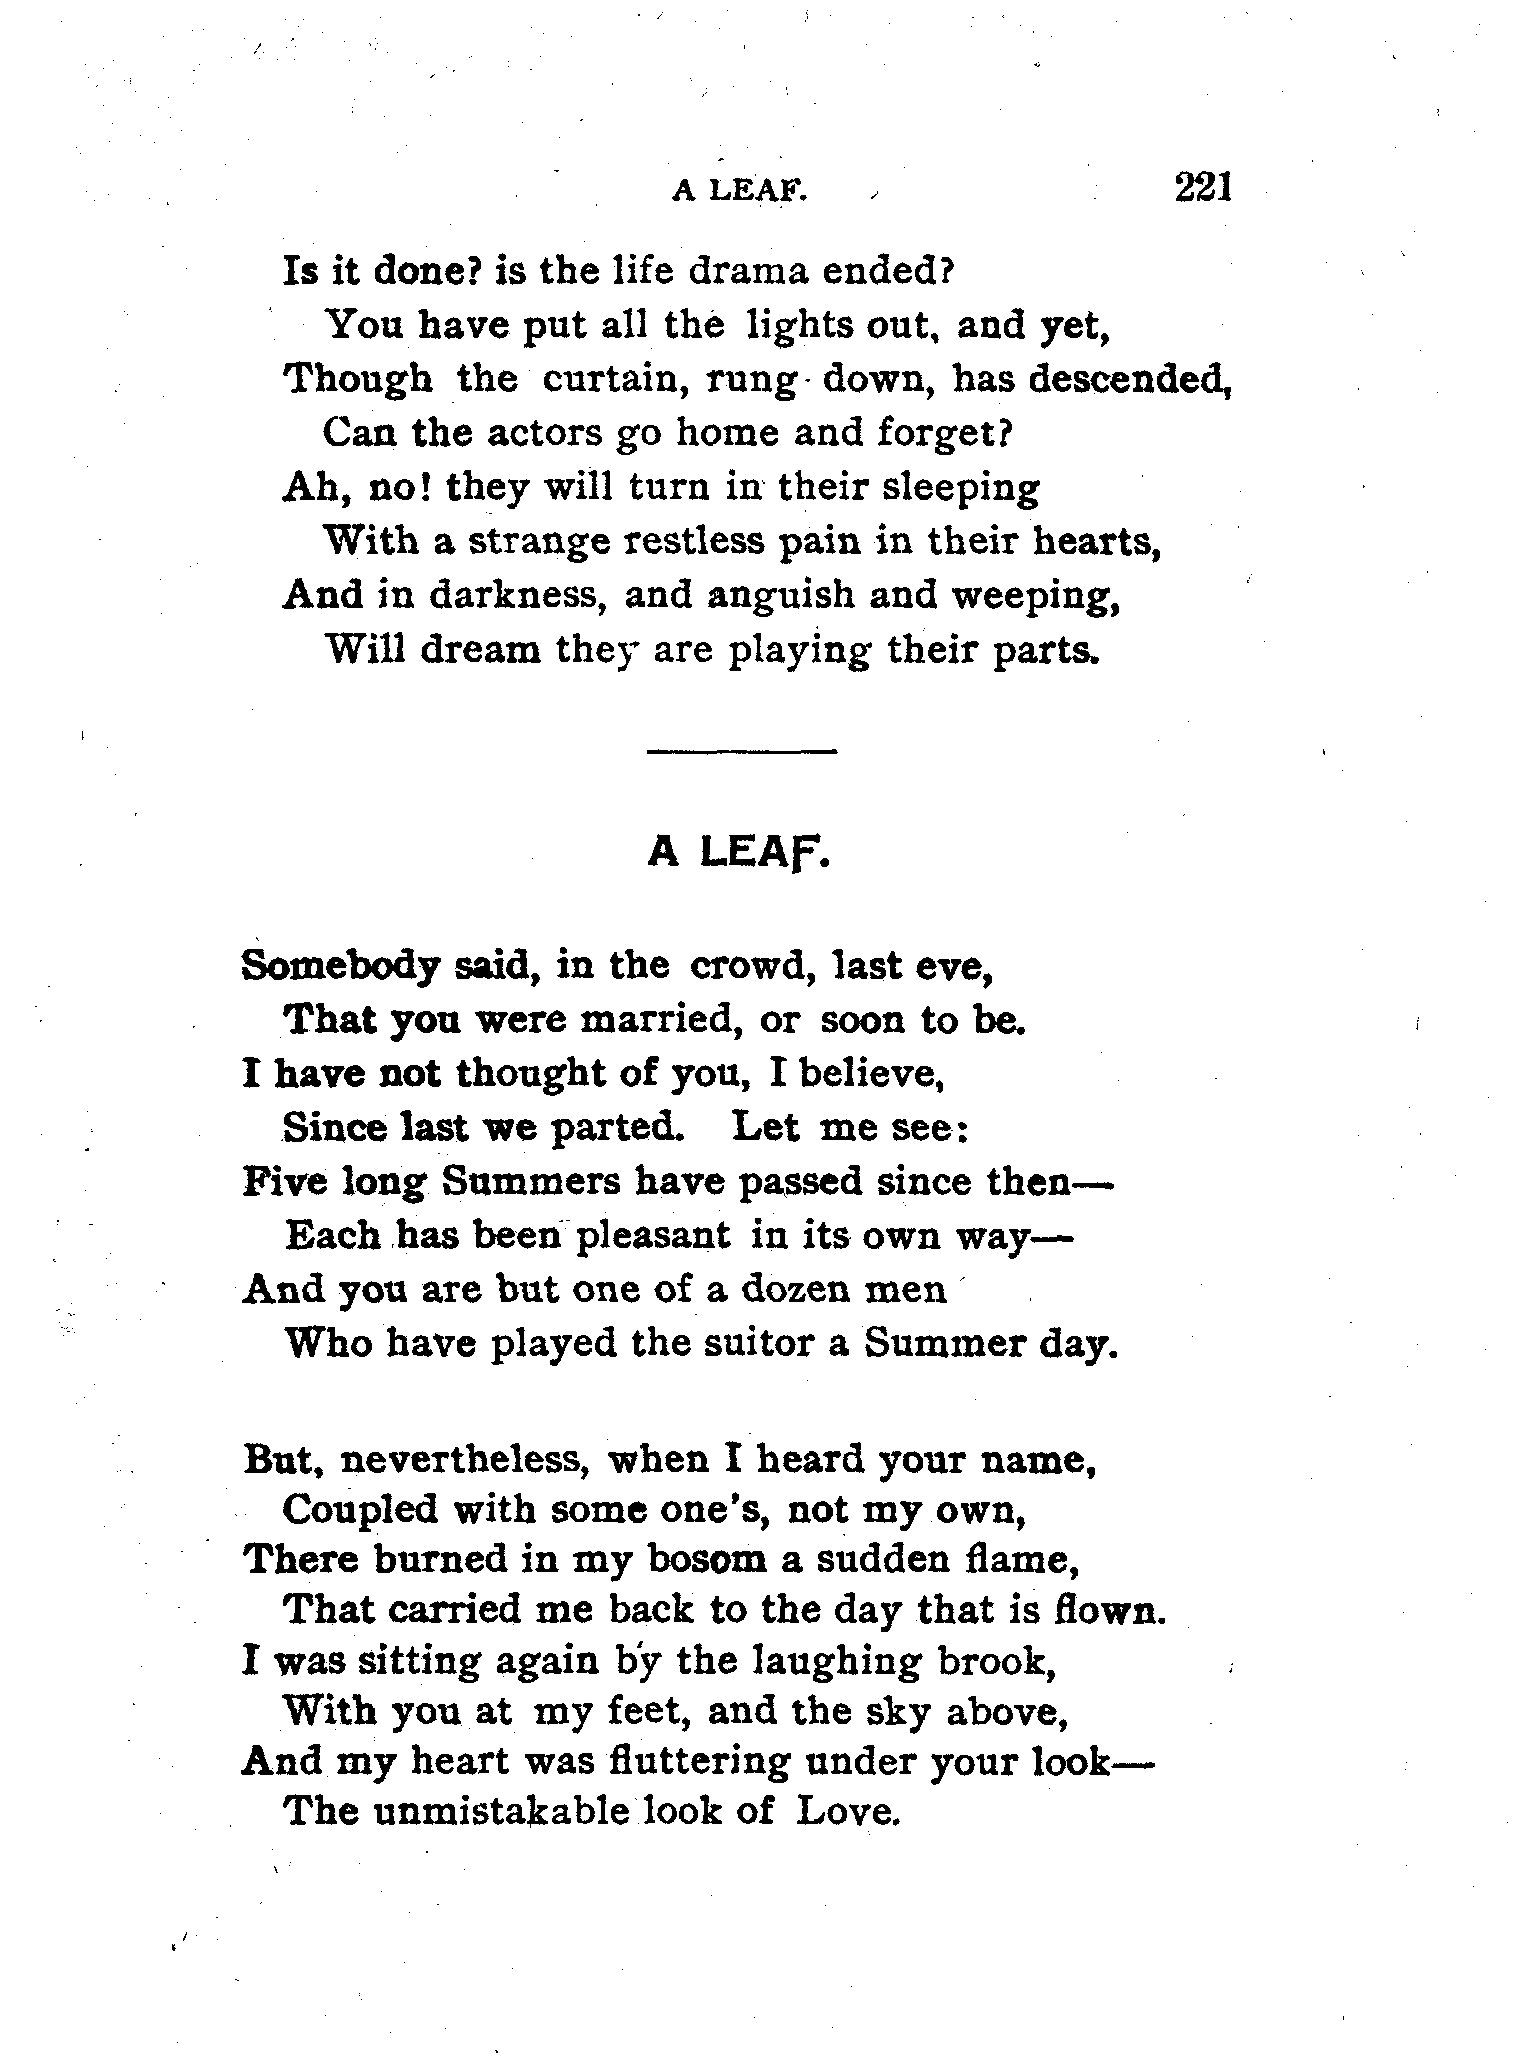 A LEAF. 221
Is it done? is the life drama ended?
You have put all the lights out, and yet,
Though the curtain, rung down, has descended,
Can the actors go home and forget?
Ah, no! they will turn in their sleeping
With a strange restless pain in their hearts,
And in darkness, and anguish and weeping,
Will dream they are playing their parts.
A LEAF.
Somebody said, in the crowd, last eve,
That you were married, or soon to be.
I have not thought of you, I believe,
Since last we parted. Let me see:
Five long Summers have passed since then—
Each has been pleasant in its own way—
And you are but one of a dozen men
Who have played the suitor a Summer day.
But, nevertheless, when I heard your name,
Coupled with some one's, not my own,
There burned in my bosom a sudden flame,
That carried me back to the day that is flown.
I was sitting again by the laughing brook,
With you at my feet, and the sky above,
And my heart was fluttering under your look—
The unmistakable look of Love.